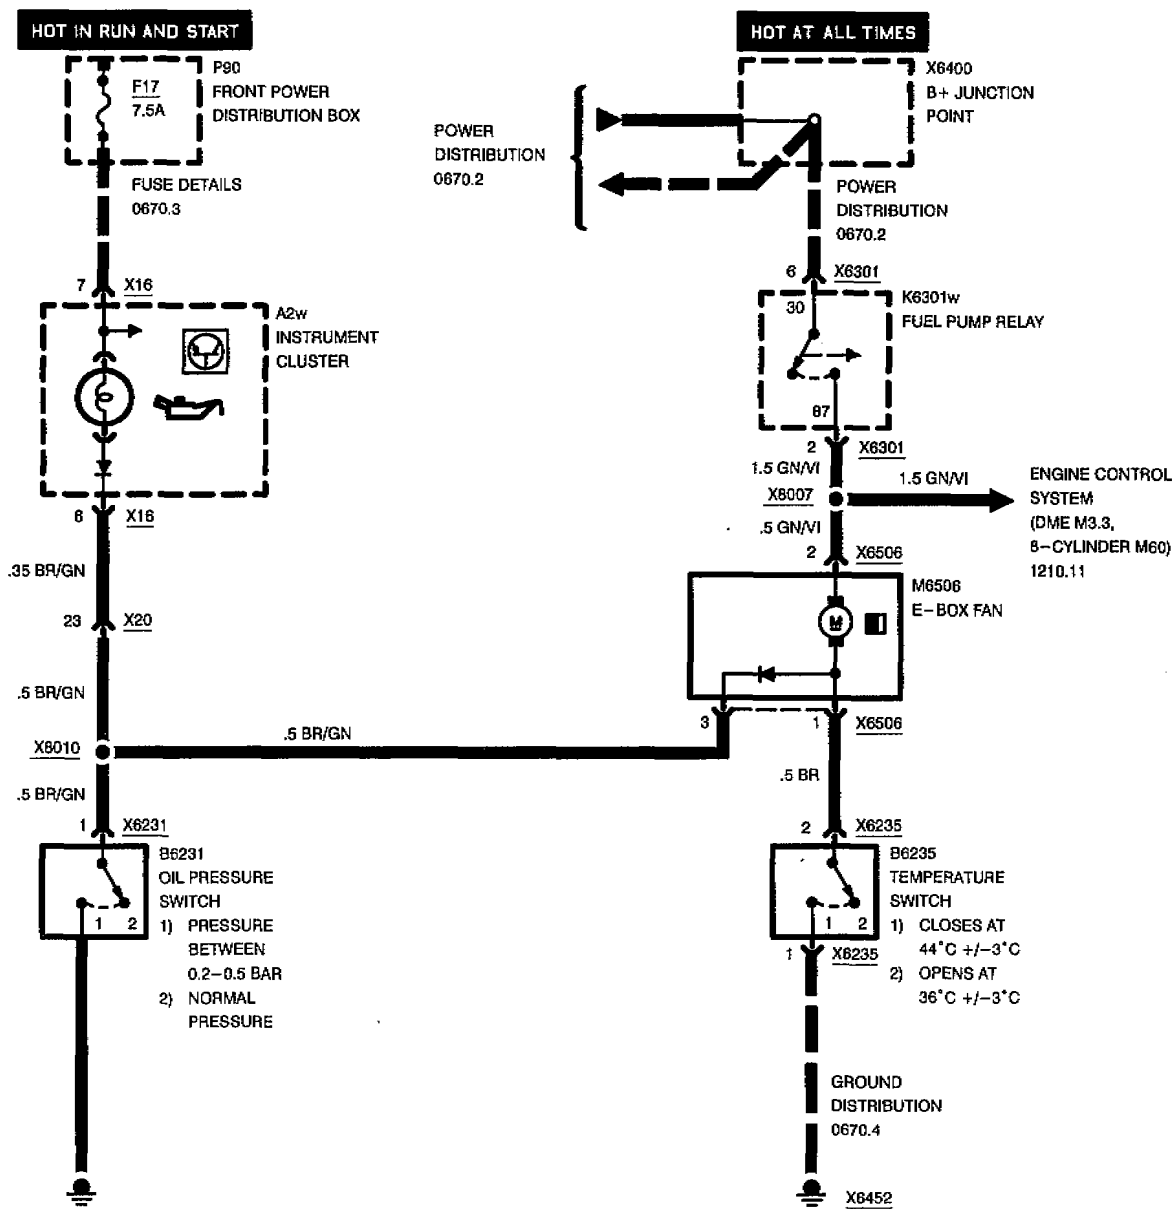 HOT IN RUN AND START
HOT AT ALL TIMES
F17
7.5A
P90
FRONT POWER
DISTRIBUTION BOX
FUSE DETAILS
0670.3
POWER
DISTRIBUTION
0670.2
X6400
B+ JUNCTION
POINT
POWER
DISTRIBUTION
0670.2
7
X16
A2w
INSTRUMENT
CLUSTER
6
X6301
30
K6301w
FUEL PUMP RELAY
87
2
X6301
1.5 GN/VI
X8007
1.5 GN/VI
ENGINE CONTROL
SYSTEM
(DME M3.3,
8-CYLINDER M60)
1210.11
.5 GN/VI
2
X6506
6
X16
.35 BR/GN
23
X20
M
M6506
E-BOX FAN
.5 BR/GN
3
1
X6506
X8010
.5 BR/GN
.5 BR/GN
.5 BR
1
X6231
2
X6235
B6231
OIL PRESSURE
SWITCH
1) PRESSURE
BETWEEN
0.2-0.5 BAR
2) NORMAL
PRESSURE
1 2
B6235
TEMPERATURE
SWITCH
1) CLOSES AT
44°C +/-3°C
2) OPENS AT
36°C +/-3°C
1 2
1
X6235
GROUND
DISTRIBUTION
0670.4
X6452